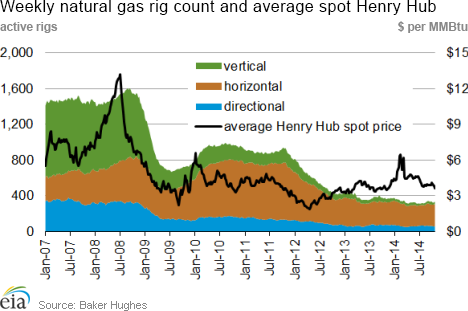 Weekly natural gas rig count and average spot Henry Hub
active rigs $ per MMBtu
2,000 $15
1,600 $12
1,200 $9
800 $6
400 $3
0 $0
vertical
horizontal
directional
average Henry Hub spot price
Jan-07 Jul-07 Jan-08 Jul-08 Jan-09 Jul-09 Jan-10 Jul-10 Jan-11 Jul-11 Jan-12 Jul-12 Jan-13 Jul-13 Jan-14 Jul-14
eia Source: Baker Hughes